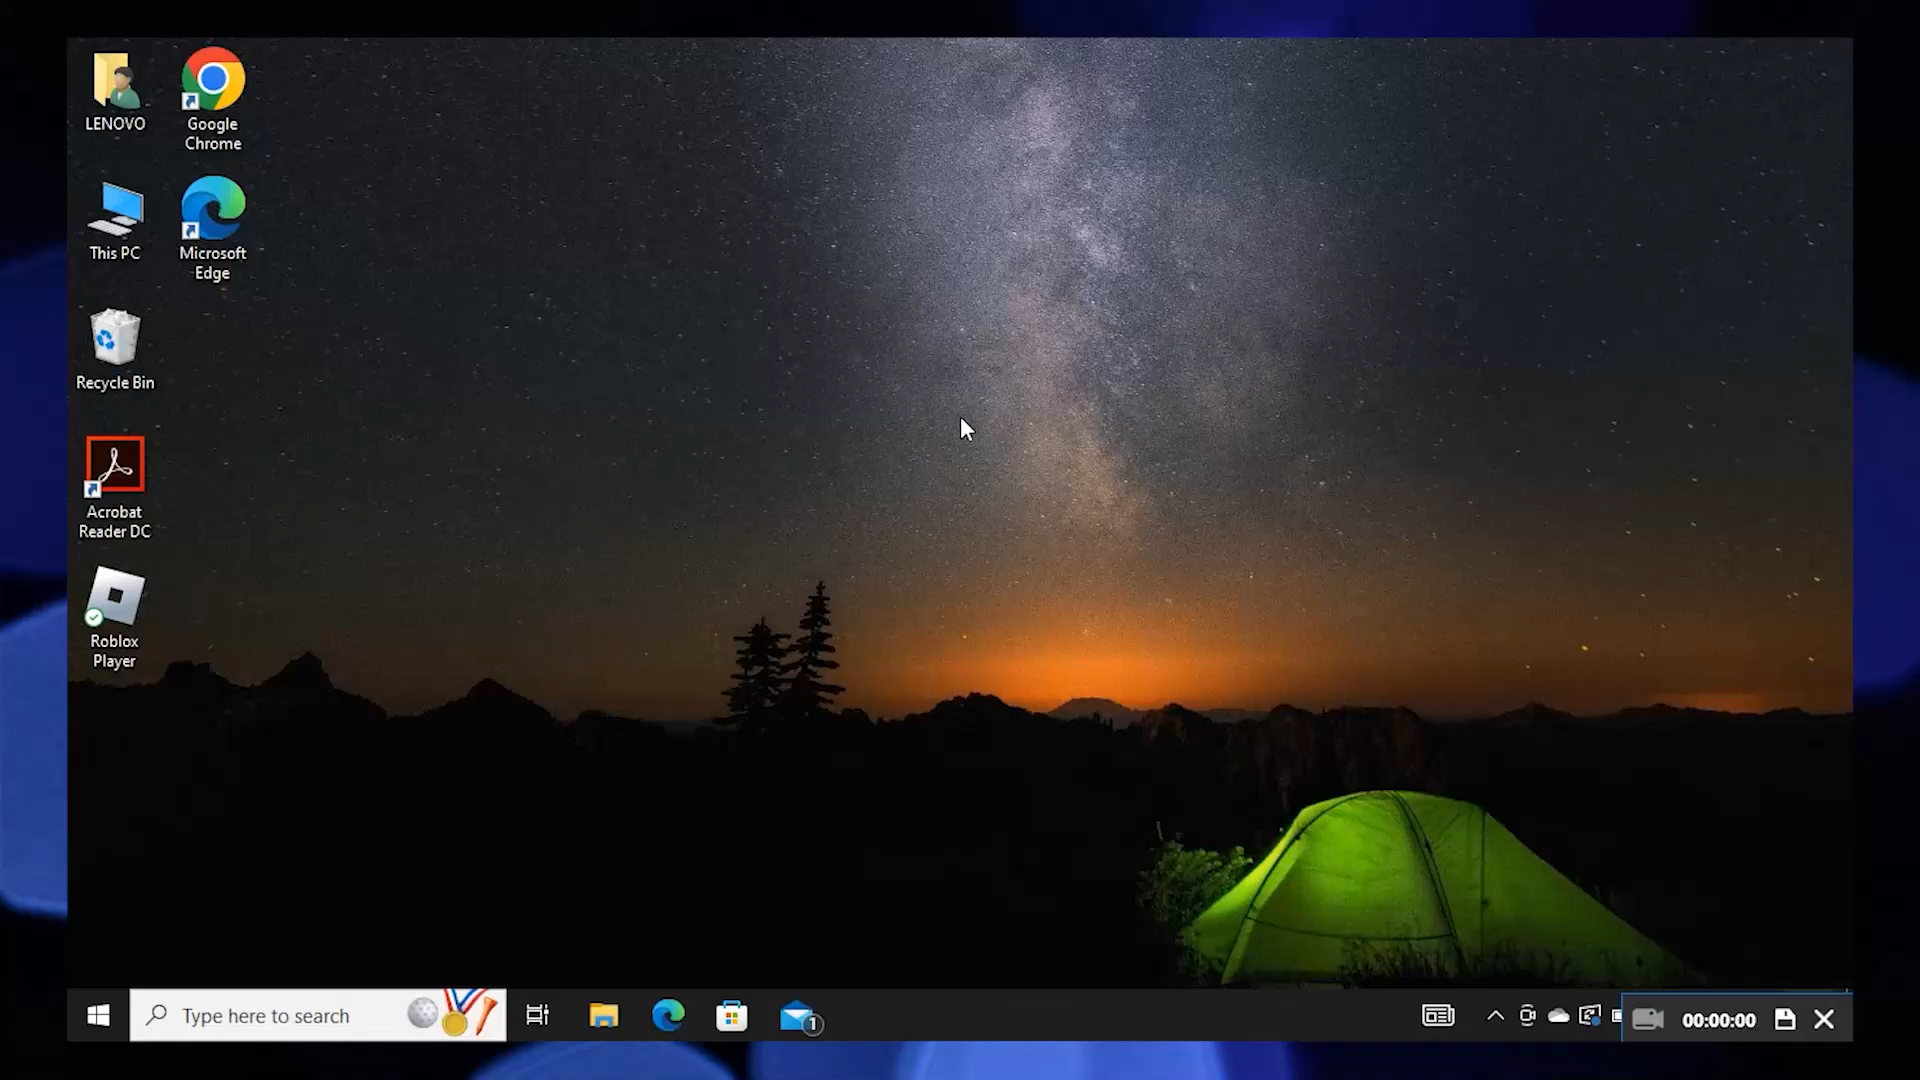 LENOVO
Google
Chrome
This PC
Microsoft
Edge
Recycle Bin
Acrobat
Reader DC
Roblox
Player
Type here to search
1
00:00:00